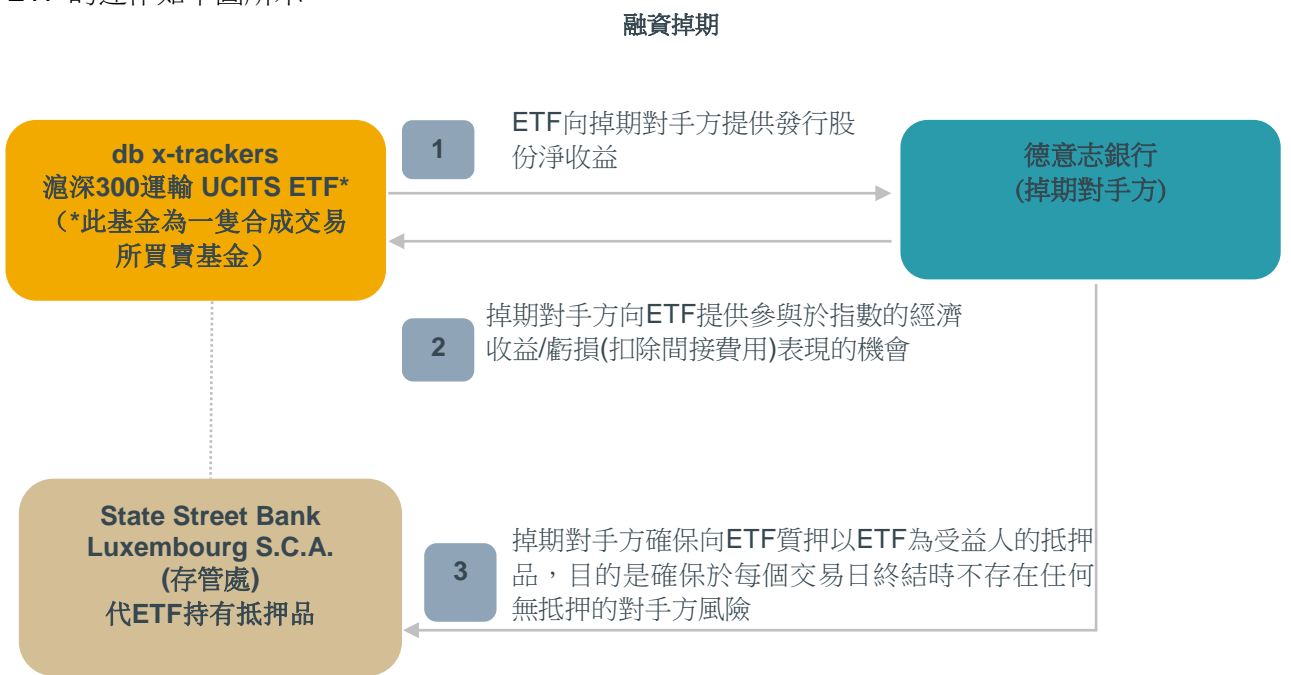 融資掉期
db x-trackers
滬深300運輸 UCITS ETF*
（*此基金為一隻合成交易
所買賣基金）
1
ETF向掉期對手方提供發行股
份淨收益
德意志銀行
(掉期對手方)
2
掉期對手方向ETF提供參與於指數的經濟
收益/虧損(扣除間接費用)表現的機會
State Street Bank
Luxembourg S.C.A.
(存管處)
代ETF持有抵押品
3
掉期對手方確保向ETF質押以ETF為受益人的抵押
品，目的是確保於每個交易日終結時不存在任何
無抵押的對手方風險